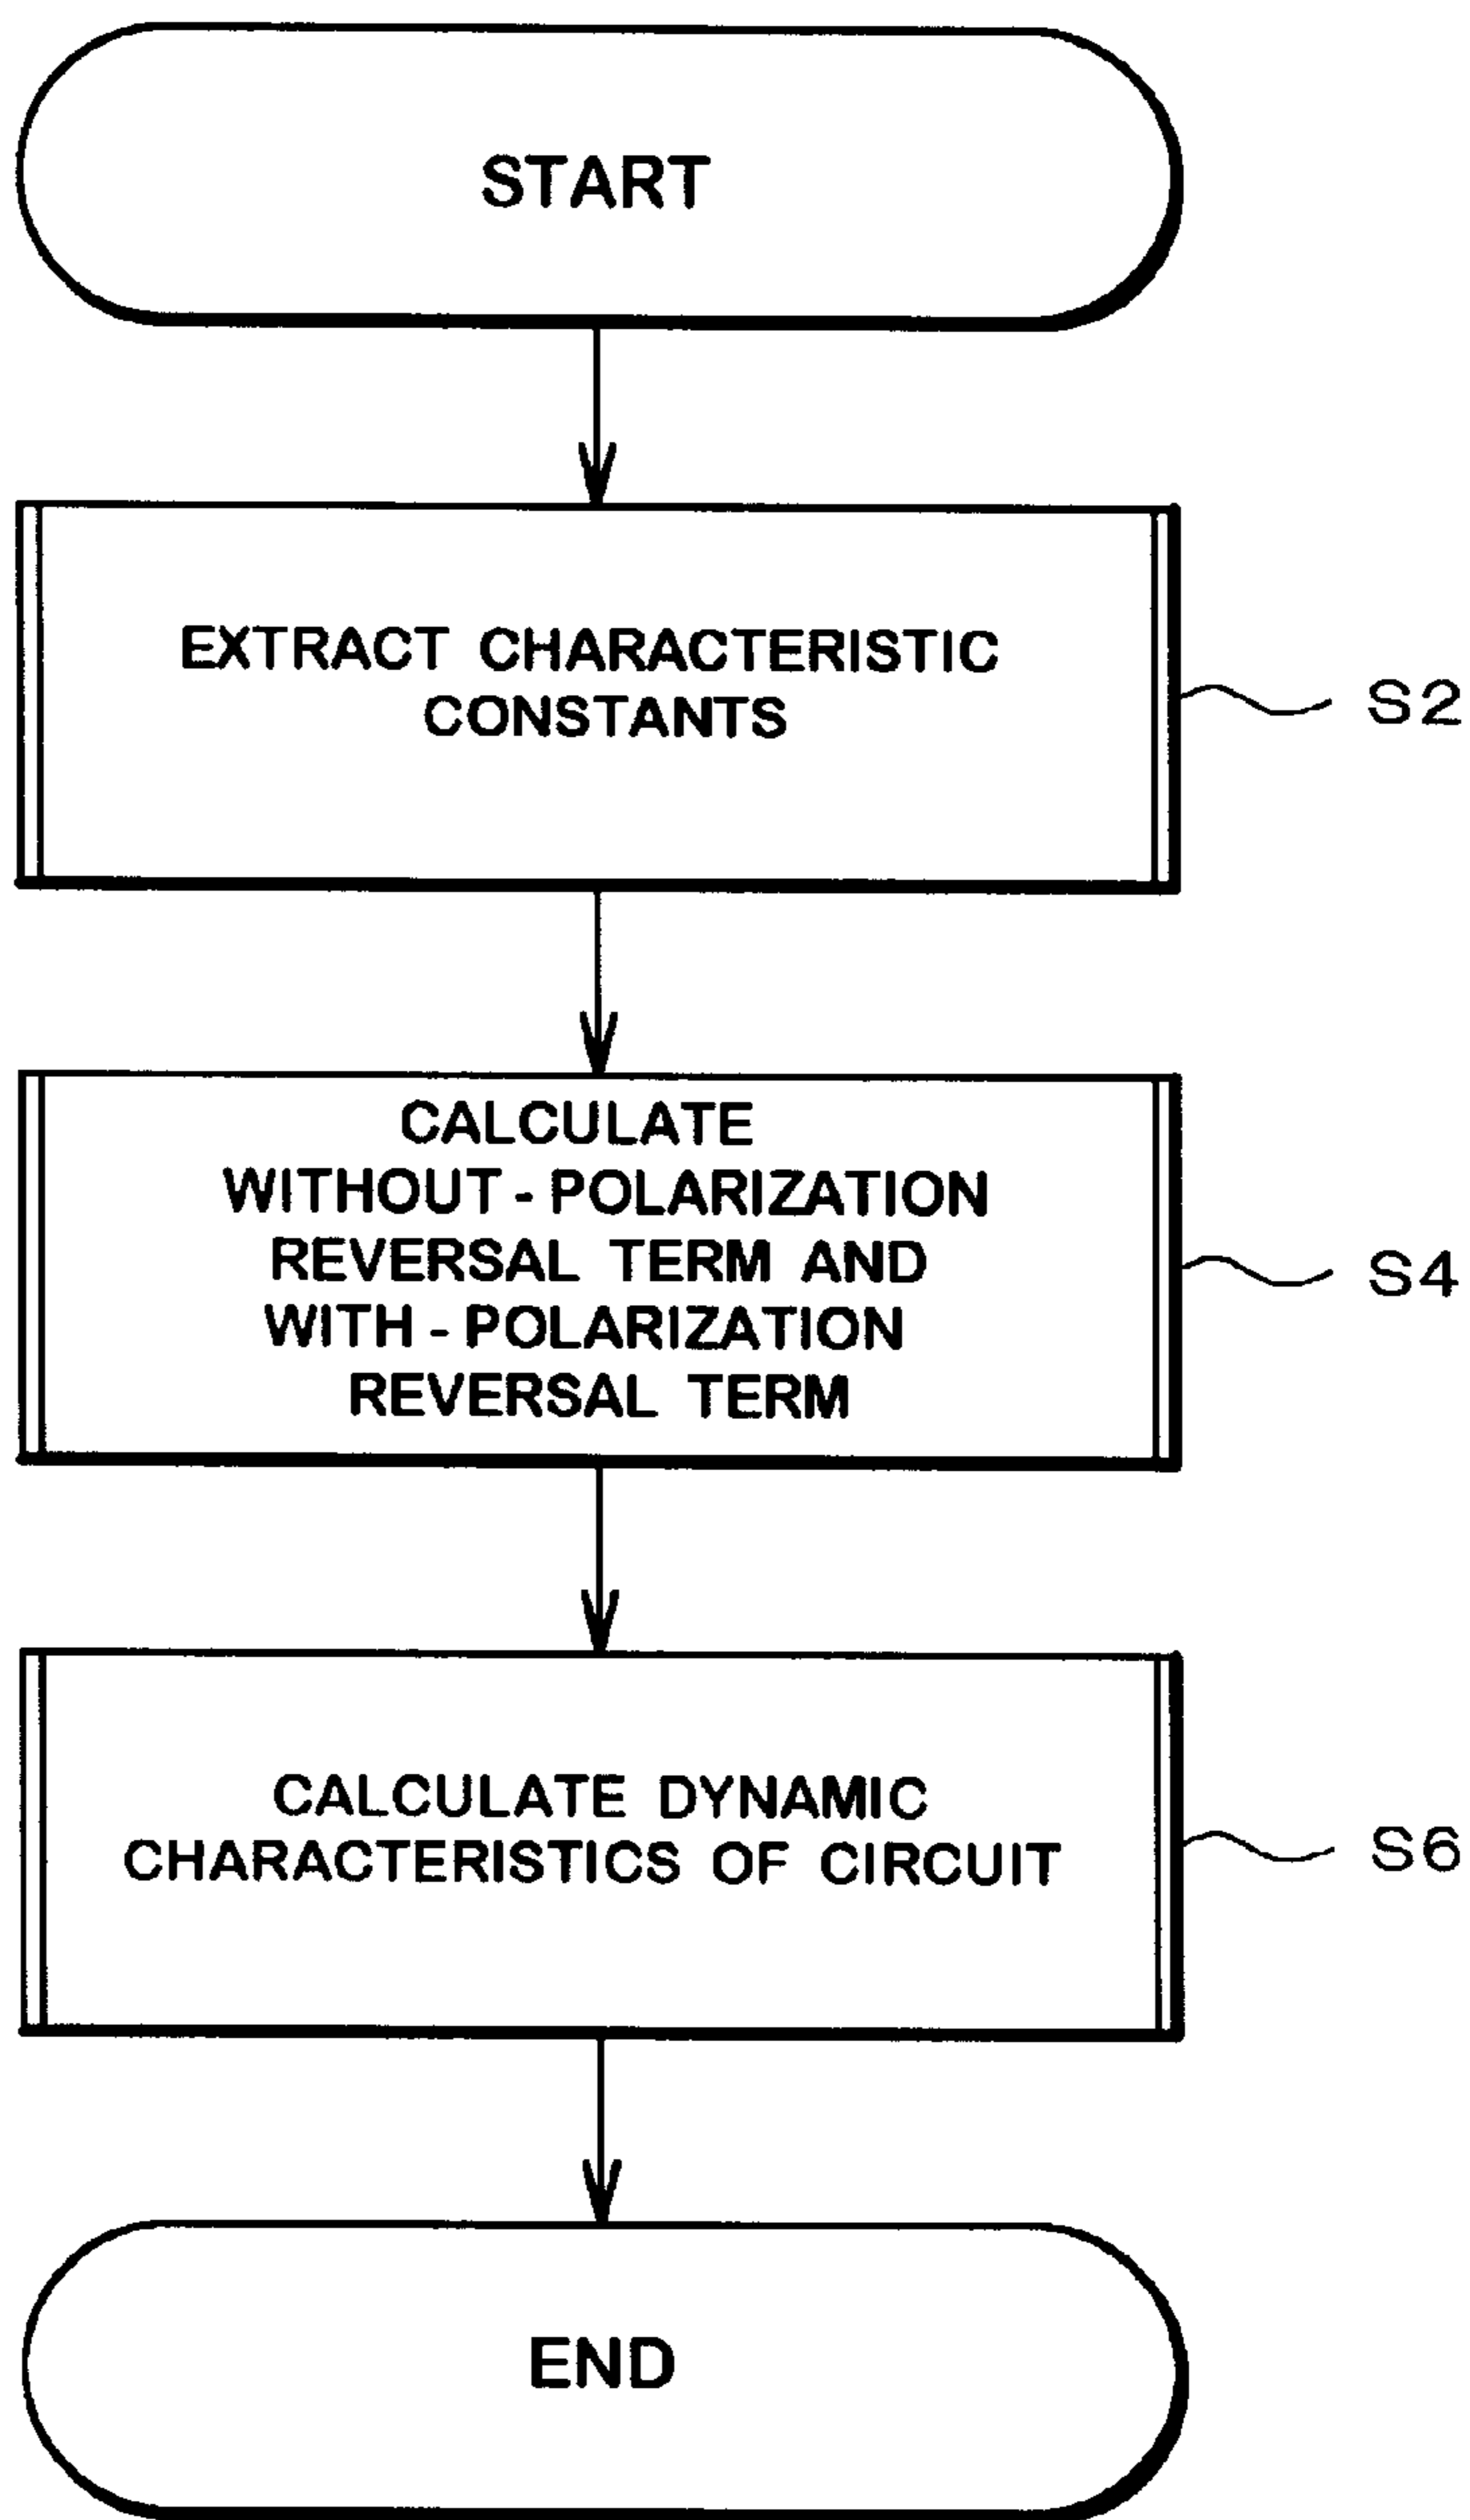 START
EXTRACT CHARACTERISTIC
CONSTANTS
S2
CALCULATE
WITHOUT-POLARIZATION
REVERSAL TERM AND
WITH-POLARIZATION
REVERSAL TERM
S4
CALCULATE DYNAMIC
CHARACTERISTICS OF CIRCUIT
S6
END